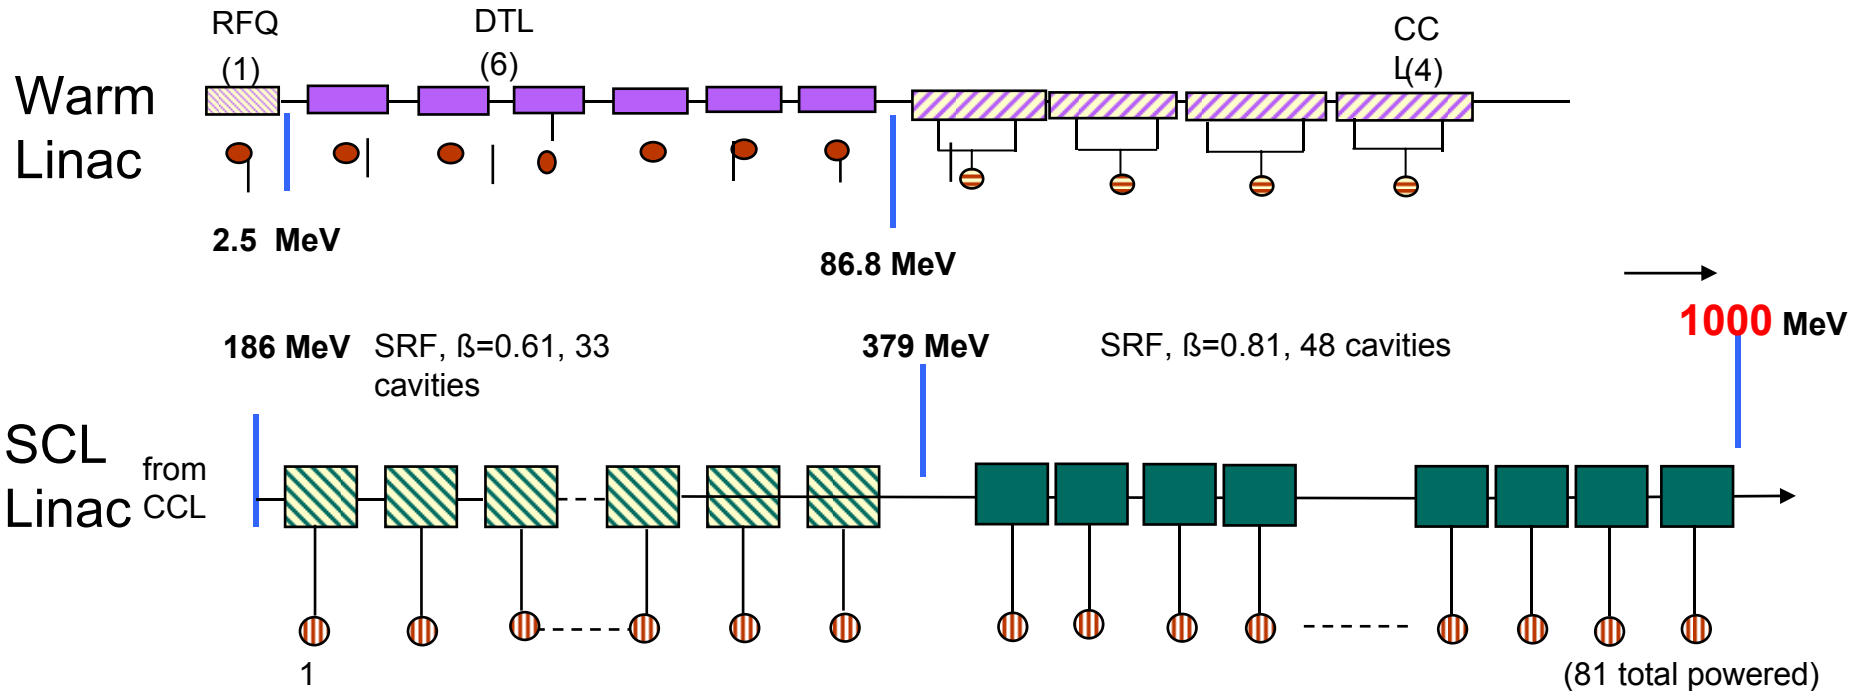 RFQ
(1)
DTL
(6)
CC
L(4)
Warm
Linac
2.5 MeV
86.8 MeV
186 MeV
SRF, ß=0.61, 33
cavities
379 MeV
SRF, ß=0.81, 48 cavities
1000 MeV
SCL
Linac
from
CCL
1
(81 total powered)